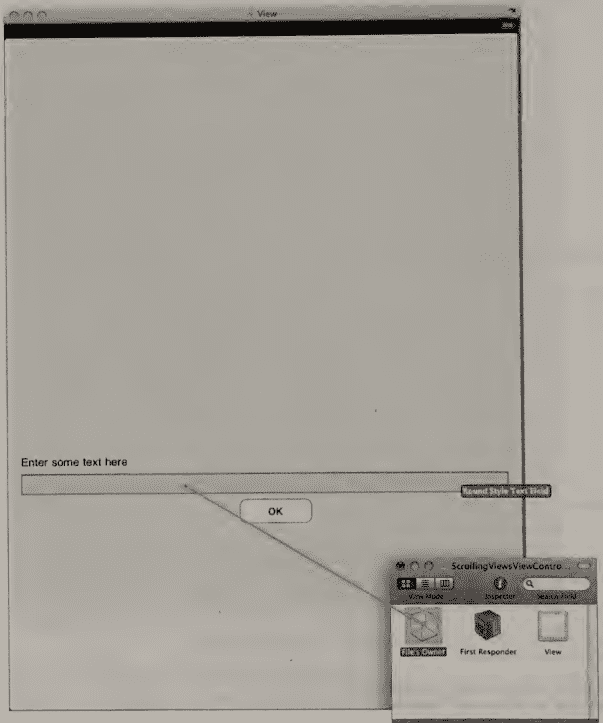 View
Enter some text here
Round Style Text Field
OK
ScrollingViewsViewContro...
View Mode
Inspector
Search Field
File's Owner
First Responder
View